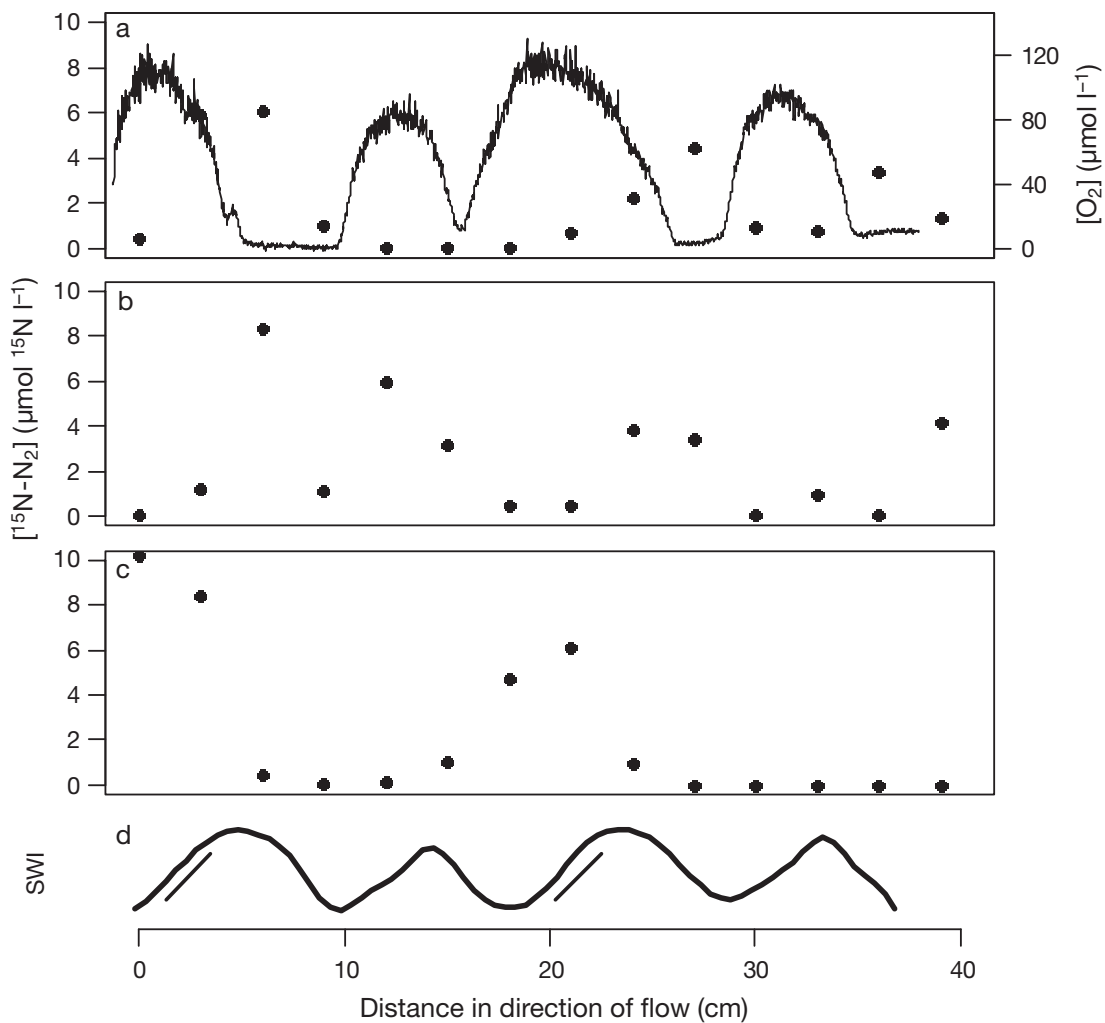 a
10
8
6
4
2
0
120
80
40
0
[O₂] (µmol l⁻¹)
b
10
8
6
4
2
0
[¹⁵N-N₂] (µmol ¹⁵N l⁻¹)
c
10
8
6
4
2
0
d
SWI
0 10 20 30 40
Distance in direction of flow (cm)